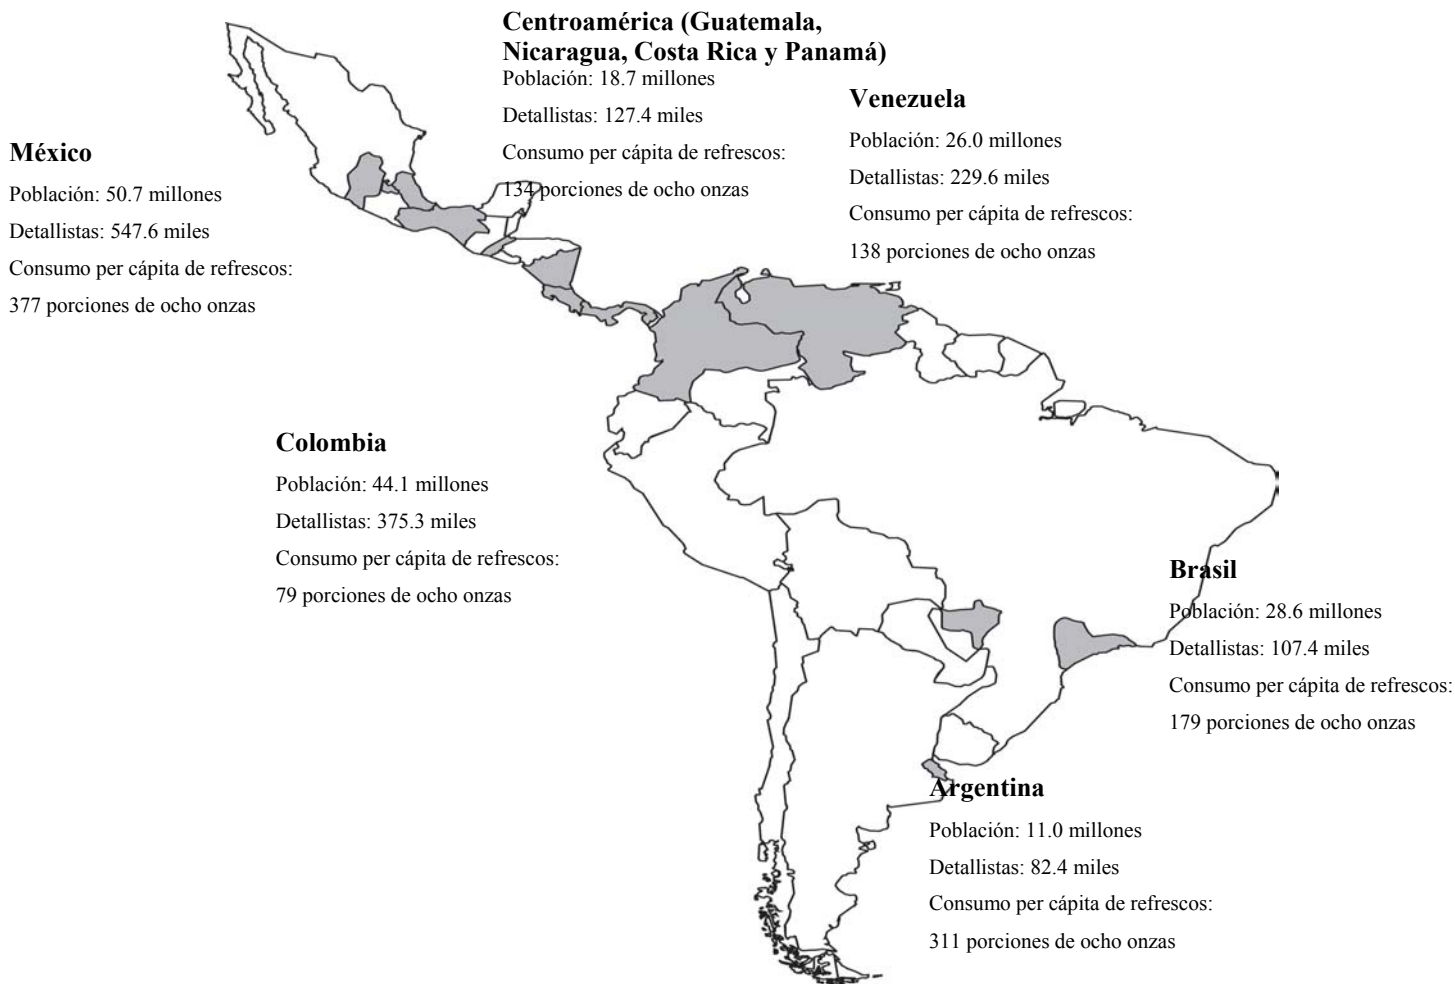 Centroamérica (Guatemala,
Nicaragua, Costa Rica y Panamá)
Población: 18.7 millones
Detallistas: 127.4 miles
Consumo per cápita de refrescos:
134 porciones de ocho onzas
Venezuela
Población: 26.0 millones
Detallistas: 229.6 miles
Consumo per cápita de refrescos:
138 porciones de ocho onzas
México
Población: 50.7 millones
Detallistas: 547.6 miles
Consumo per cápita de refrescos:
377 porciones de ocho onzas
Colombia
Población: 44.1 millones
Detallistas: 375.3 miles
Consumo per cápita de refrescos:
79 porciones de ocho onzas
Brasil
Población: 28.6 millones
Detallistas: 107.4 miles
Consumo per cápita de refrescos:
179 porciones de ocho onzas
Argentina
Población: 11.0 millones
Detallistas: 82.4 miles
Consumo per cápita de refrescos:
311 porciones de ocho onzas